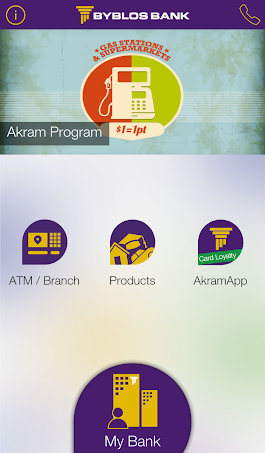 BYBLOS BANK
* GAS STATIONS *
& SUPERMARKETS
$1=1pt
Akram Program
ATM / Branch
Products
AkramApp
Card Loyalty
My Bank